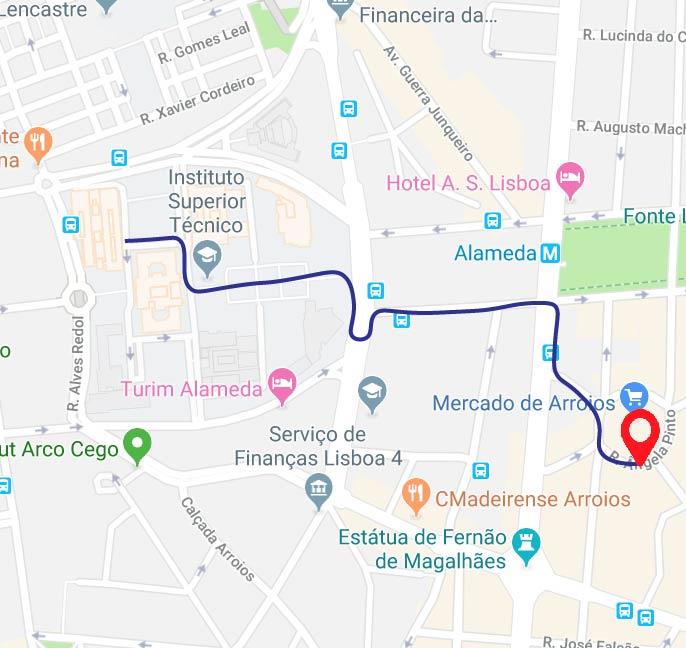 Lencastre
Financeira da...
R. Gomes Leal
R. Lucinda do C
R. Xavier Cordeiro
Av. Guerra Junqueiro
R. Augusto Mach
nte
na
Instituto
Superior
Técnico
Hotel A. S. Lisboa
Fonte L
Alameda
M
R. Alves Redol
o
Turim Alameda
Mercado de Arroios
R. Ângela Pinto
ut Arco Cego
Serviço de
Finanças Lisboa 4
CMadeirense Arroios
Calçada Arroios
Estátua de Fernão
de Magalhães
R. José Falcão